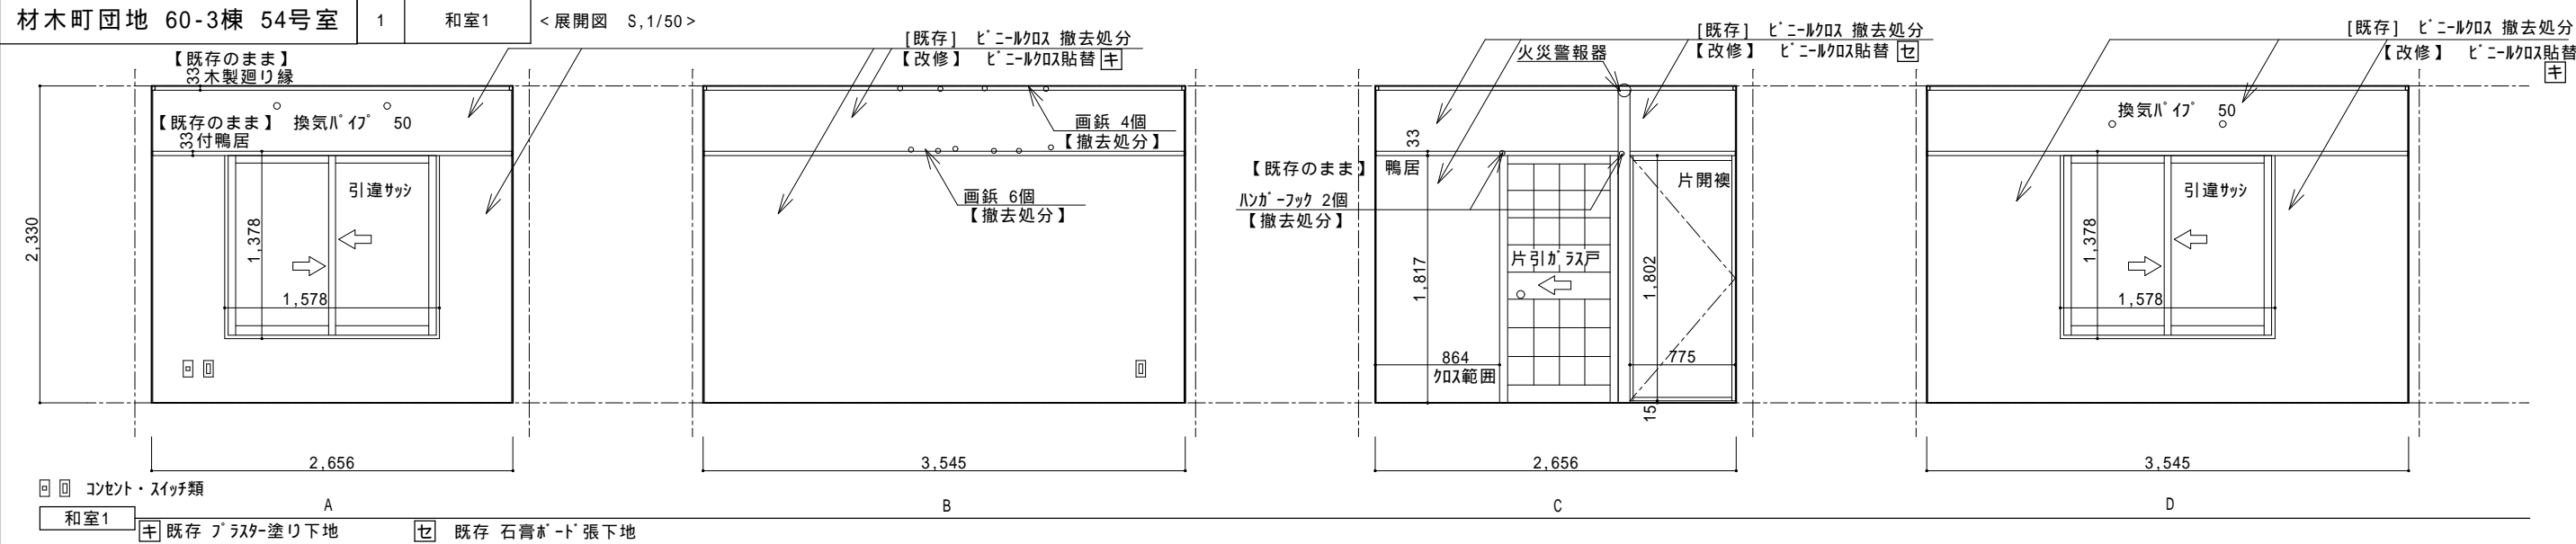 材木町団地 60-3棟 54号室 1 和室1 <展開図 S,1/50>
【既存のまま】
33 木製廻り縁
【既存のまま】 換気ﾊﾟｲﾌﾟ 50
33 付鴨居
引違ｻｯｼ
1,378
1,578
2,330
2,656
A
[既存] ﾋﾞﾆｰﾙｸﾛｽ 撤去処分
【改修】 ﾋﾞﾆｰﾙｸﾛｽ貼替 キ
画鋲 4個
【撤去処分】
画鋲 6個
【撤去処分】
3,545
B
火災警報器
[既存] ﾋﾞﾆｰﾙｸﾛｽ 撤去処分
【改修】 ﾋﾞﾆｰﾙｸﾛｽ貼替 セ
33
【既存のまま】 鴨居
ﾊﾝｶﾞｰﾌｯｸ 2個
【撤去処分】
片開襖
片引ｶﾞﾗｽ戸
1,817
1,802
864
ｸﾛｽ範囲
775
15
2,656
C
[既存] ﾋﾞﾆｰﾙｸﾛｽ 撤去処分
【改修】 ﾋﾞﾆｰﾙｸﾛｽ貼替
キ
換気ﾊﾟｲﾌﾟ 50
引違ｻｯｼ
1,378
1,578
3,545
D
ｺﾝｾﾝﾄ・ｽｲｯﾁ類
和室1
キ 既存 ﾌﾟﾗｽﾀｰ塗り下地 セ 既存 石膏ﾎﾞｰﾄﾞ張下地